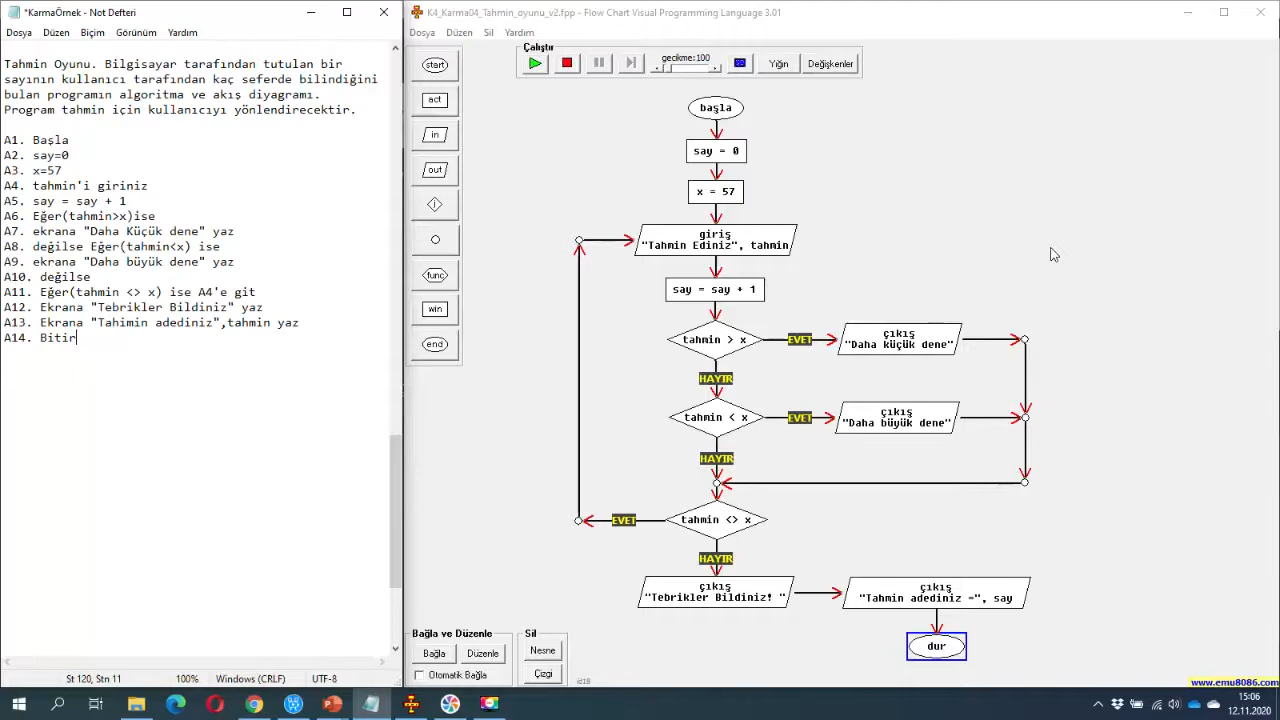 *KarmaÖrnek - Not Defteri
Dosya Düzen Biçim Görünüm Yardım
Tahmin Oyunu. Bilgisayar tarafından tutulan bir
sayının kullanıcı tarafından kaç seferde bilindiğini
bulan programın algoritma ve akış diyagramı.
Program tahmin için kullanıcıyı yönlendirecektir.
A1. Başla
A2. say=0
A3. x=57
A4. tahmin'i giriniz
A5. say = say + 1
A6. Eğer(tahmin>x)ise
A7. ekrana "Daha Küçük dene" yaz
A8. değilse Eğer(tahmin<x) ise
A9. ekrana "Daha büyük dene" yaz
A10. değilse
A11. Eğer(tahmin <> x) ise A4'e git
A12. Ekrana "Tebrikler Bildiniz" yaz
A13. Ekrana "Tahimin adediniz",tahmin yaz
A14. Bitir
St 120, Stn 11 100% Windows (CRLF) UTF-8
K4_Karma04_Tahmin_oyunu_v2.fpp - Flow Chart Visual Programming Language 3.01
Dosya Düzen Sil Yardım
Çalıştır
gecikme:100
Yığın Değişkenler
start
act
in
out
i
func
win
end
başla
say = 0
x = 57
giriş
"Tahmin Ediniz", tahmin
say = say + 1
tahmin > x
EVET
çıkış
"Daha küçük dene"
HAYIR
tahmin < x
EVET
çıkış
"Daha büyük dene"
HAYIR
tahmin <> x
EVET
HAYIR
çıkış
"Tebrikler Bildiniz! "
çıkış
"Tahmin adediniz =", say
dur
Bağla ve Düzenle
Bağla Düzenle
Otomatik Bağla
Sil
Nesne
Çizgi
id18
www.emu8086.com
15:06
12.11.2020